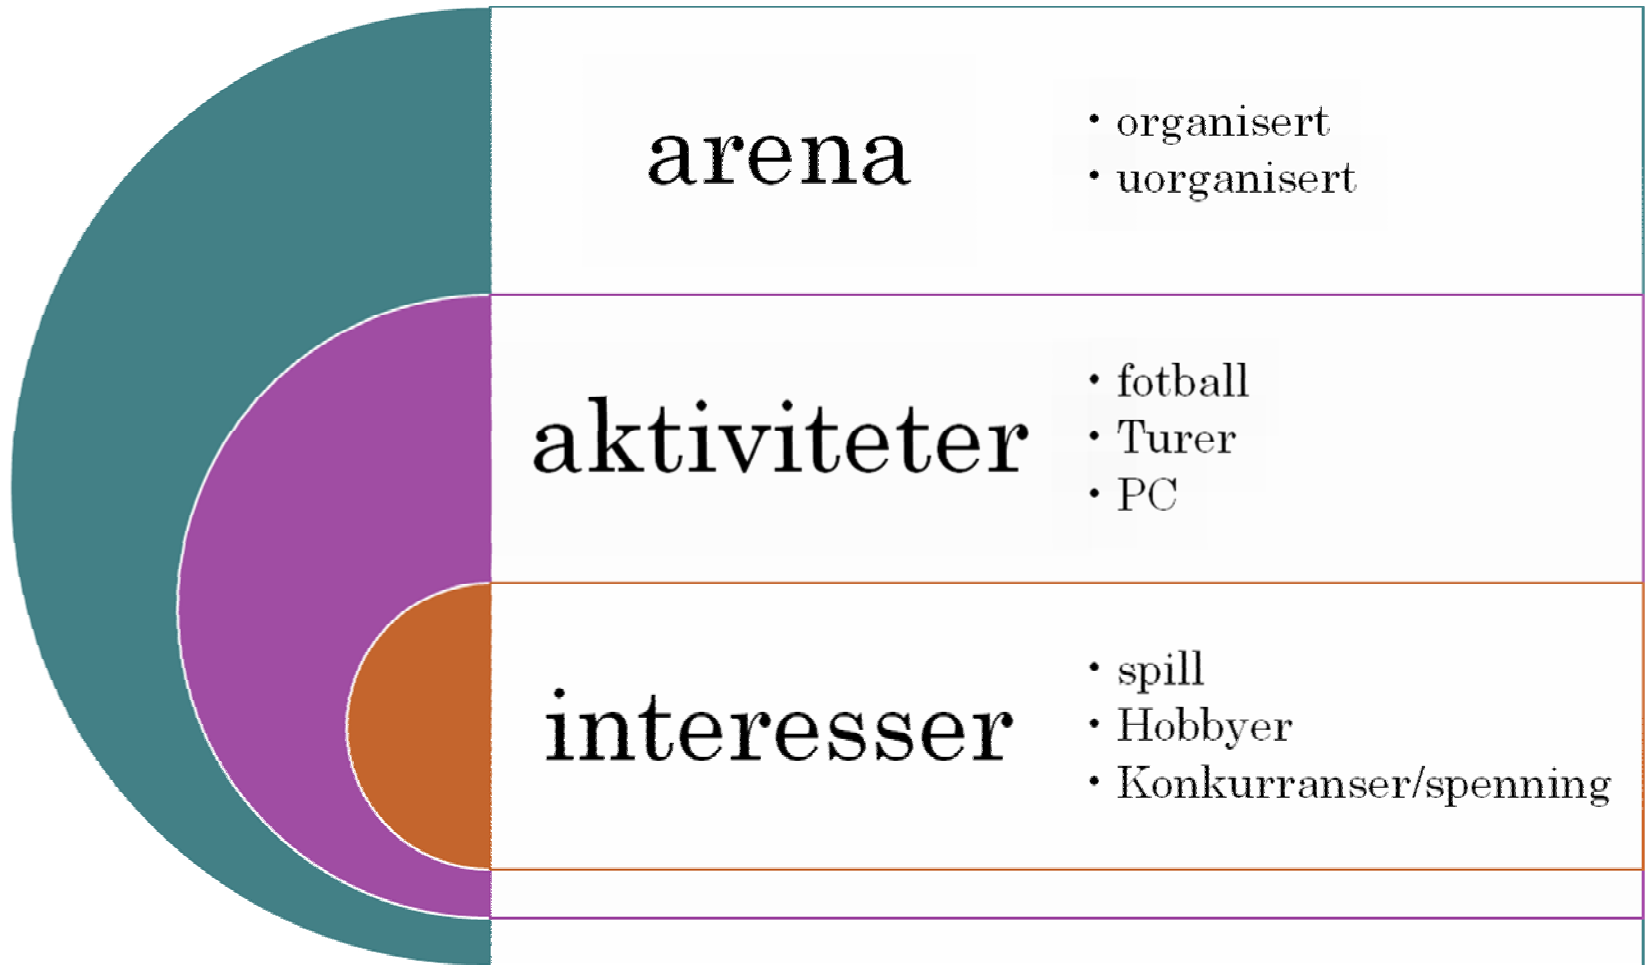 arena
• organisert
• uorganisert
aktiviteter
• fotball
• Turer
• PC
interesser
• spill
• Hobbyer
• Konkurranser/spenning